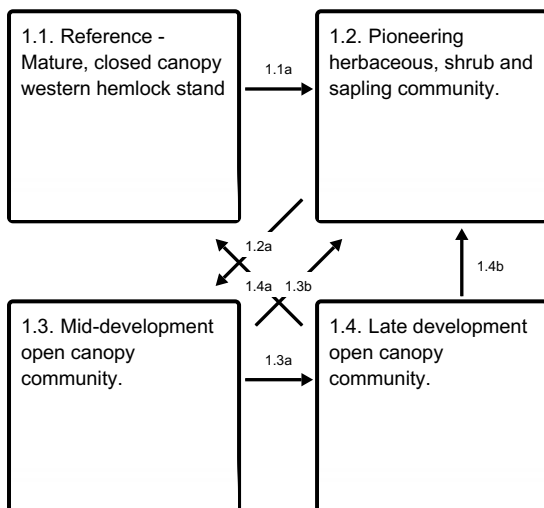 1.1. Reference -
Mature, closed canopy
western hemlock stand
1.1a
1.2. Pioneering
herbaceous, shrub and
sapling community.
1.2a
1.4a
1.3b
1.4b
1.3. Mid-development
open canopy
community.
1.3a
1.4. Late development
open canopy
community.